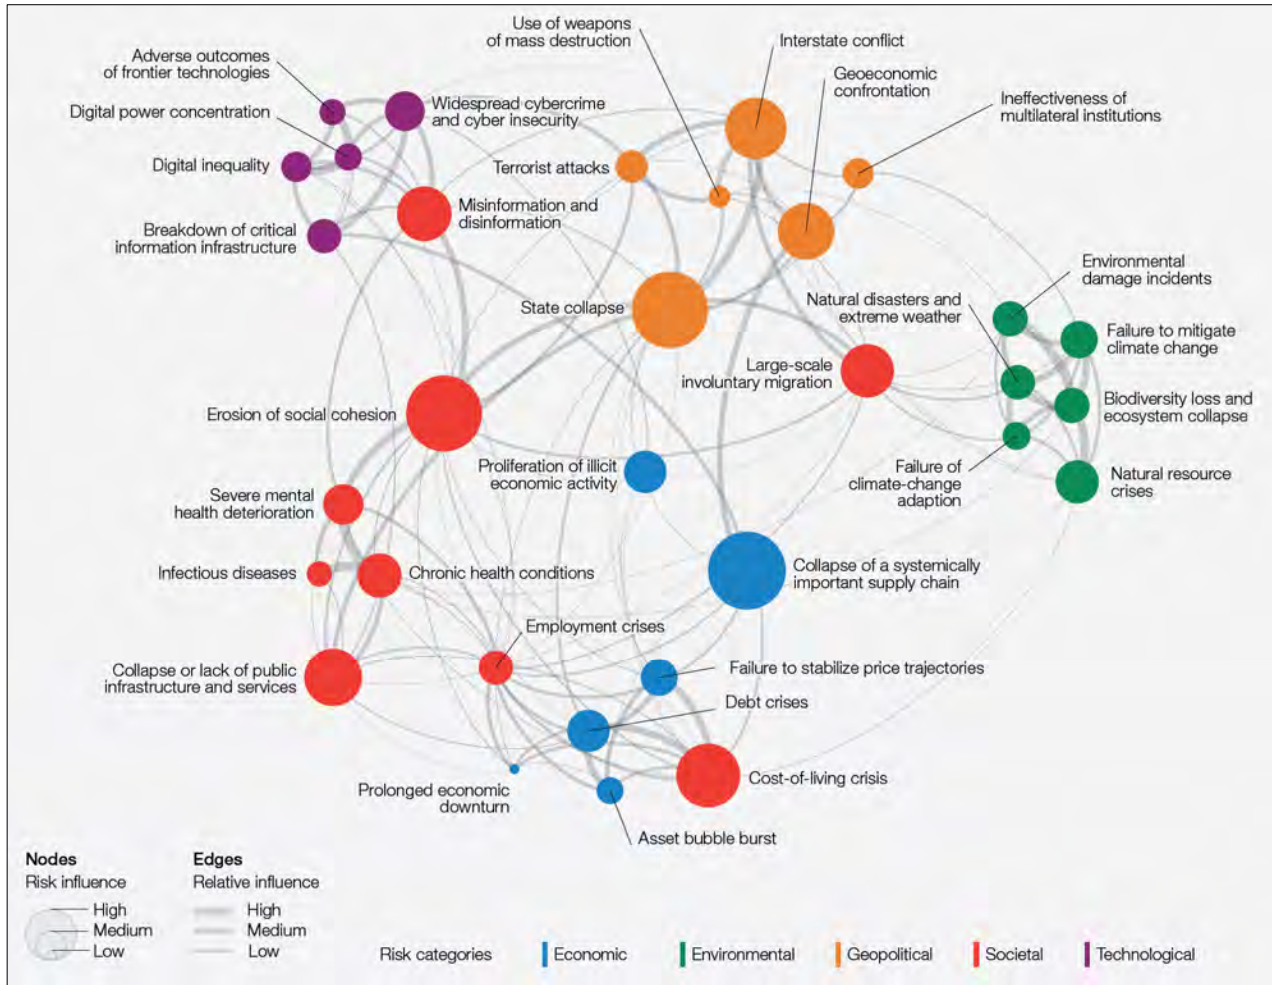 Use of weapons
of mass destruction
Interstate conflict
Adverse outcomes
of frontier technologies
Geoeconomic
confrontation
Digital power concentration
Widespread cybercrime
and cyber insecurity
Ineffectiveness of
multilateral institutions
Digital inequality
Terrorist attacks
Misinformation and
disinformation
Breakdown of critical
information infrastructure
Environmental
damage incidents
State collapse
Natural disasters and
extreme weather
Failure to mitigate
climate change
Large-scale
involuntary migration
Erosion of social cohesion
Biodiversity loss and
ecosystem collapse
Proliferation of illicit
economic activity
Failure of
climate-change
adaption
Natural resource
crises
Severe mental
health deterioration
Infectious diseases
Chronic health conditions
Collapse of a systemically
important supply chain
Employment crises
Collapse or lack of public
infrastructure and services
Failure to stabilize price trajectories
Debt crises
Prolonged economic
downturn
Cost-of-living crisis
Asset bubble burst
Nodes
Risk influence
High
Medium
Low
Edges
Relative influence
High
Medium
Low
Risk categories
Economic
Environmental
Geopolitical
Societal
Technological